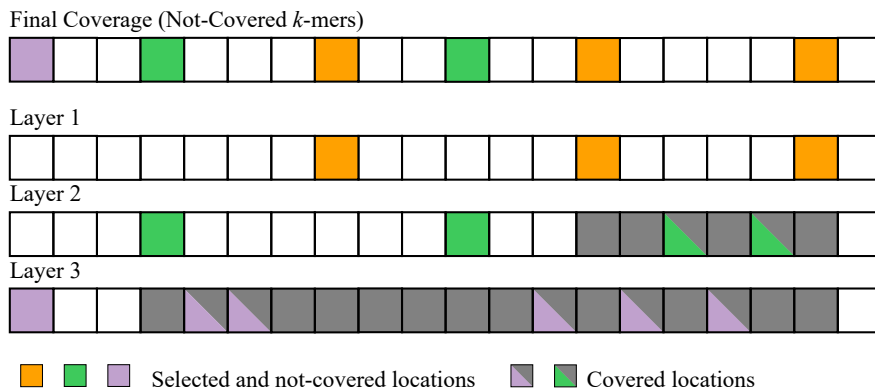 Final Coverage (Not-Covered k-mers)
Layer 1
Layer 2
Layer 3
Selected and not-covered locations Covered locations